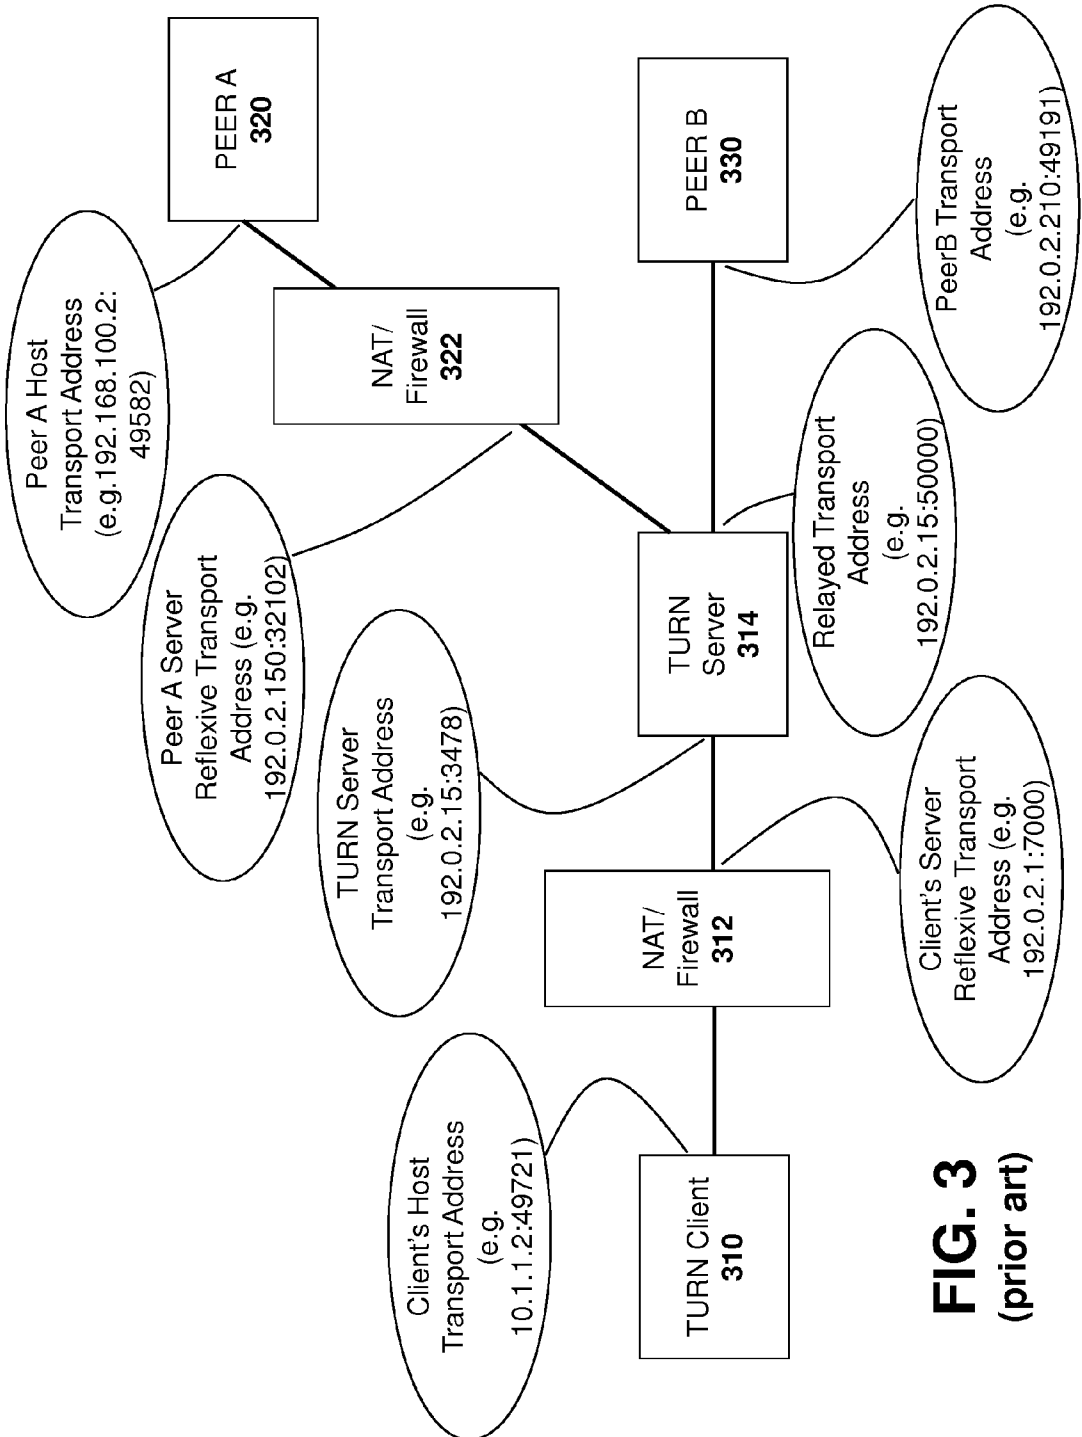 Peer A Host
Transport Address
(e.g.192.168.100.2:
49582)
PEER A
320
Peer A Server
Reflexive Transport
Address (e.g.
192.0.2.150:32102)
NAT/
Firewall
322
TURN Server
Transport Address
(e.g.
192.0.2.15:3478)
Client's Host
Transport Address
(e.g.
10.1.1.2:49721)
TURN Client
310
NAT/
Firewall
312
TURN
Server
314
PEER B
330
Client's Server
Reflexive Transport
Address (e.g.
192.0.2.1:7000)
Relayed Transport
Address
(e.g.
192.0.2.15:50000)
PeerB Transport
Address
(e.g.
192.0.2.210:49191)
FIG. 3
(prior art)